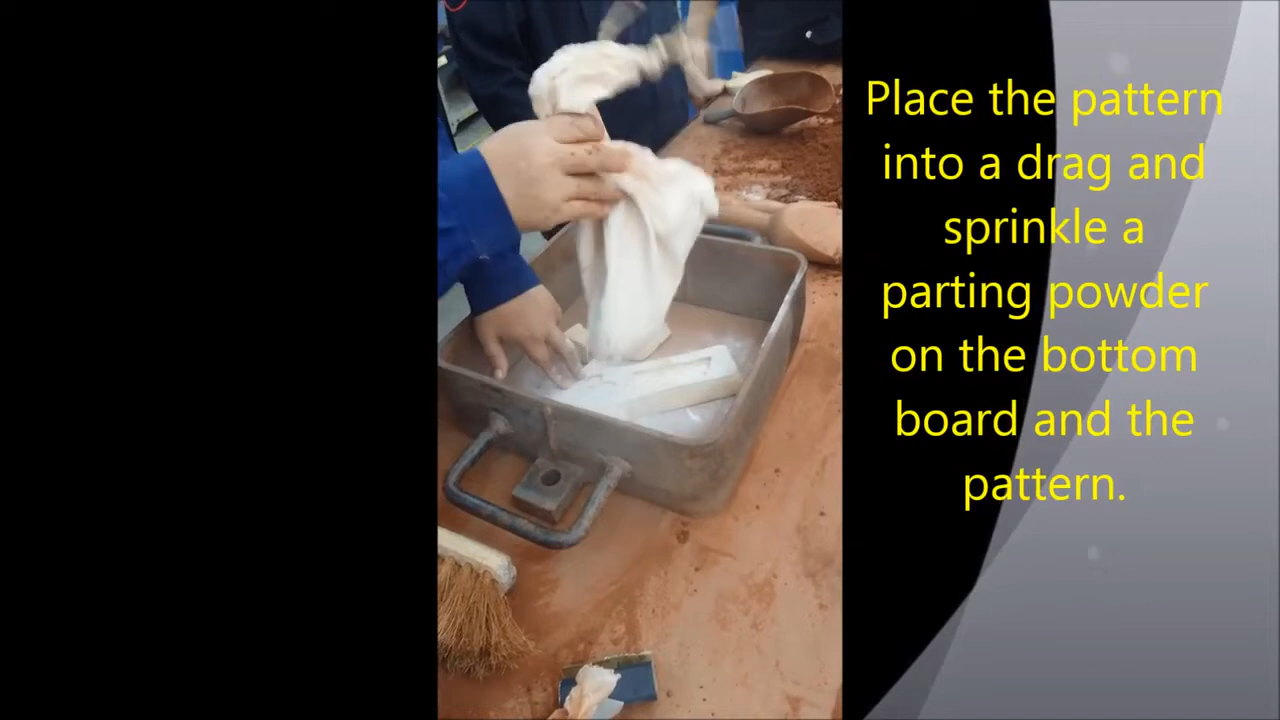 Place the pattern
into a drag and
sprinkle a
parting powder
on the bottom
board and the
pattern.